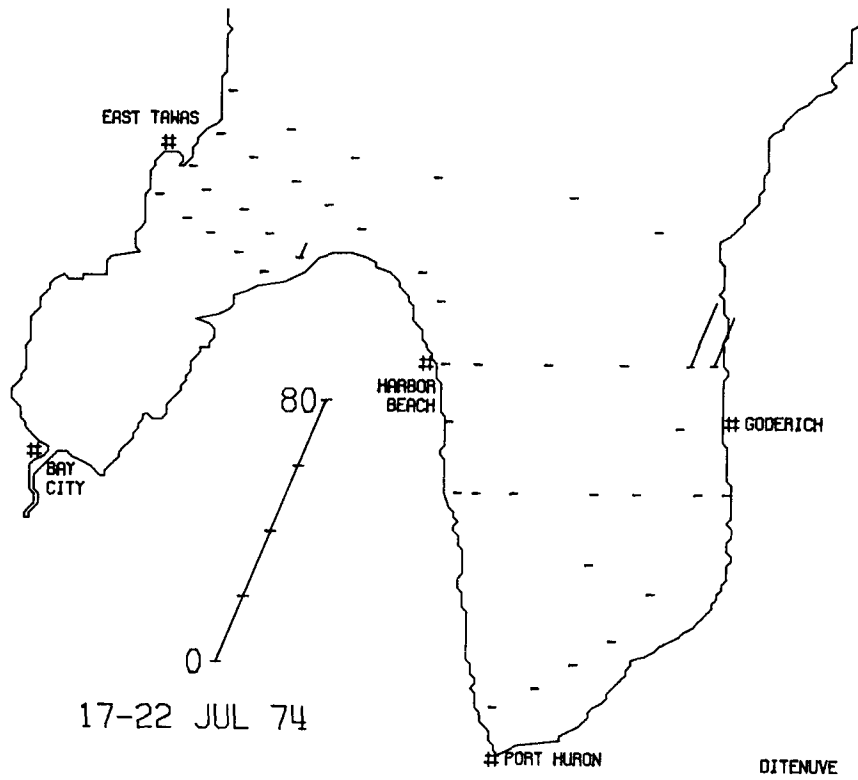 EAST TAWAS
#
#
HARBOR
BEACH
80
# GODERICH
#
BAY
CITY
0
17-22 JUL 74
# PORT HURON
DITENUVE